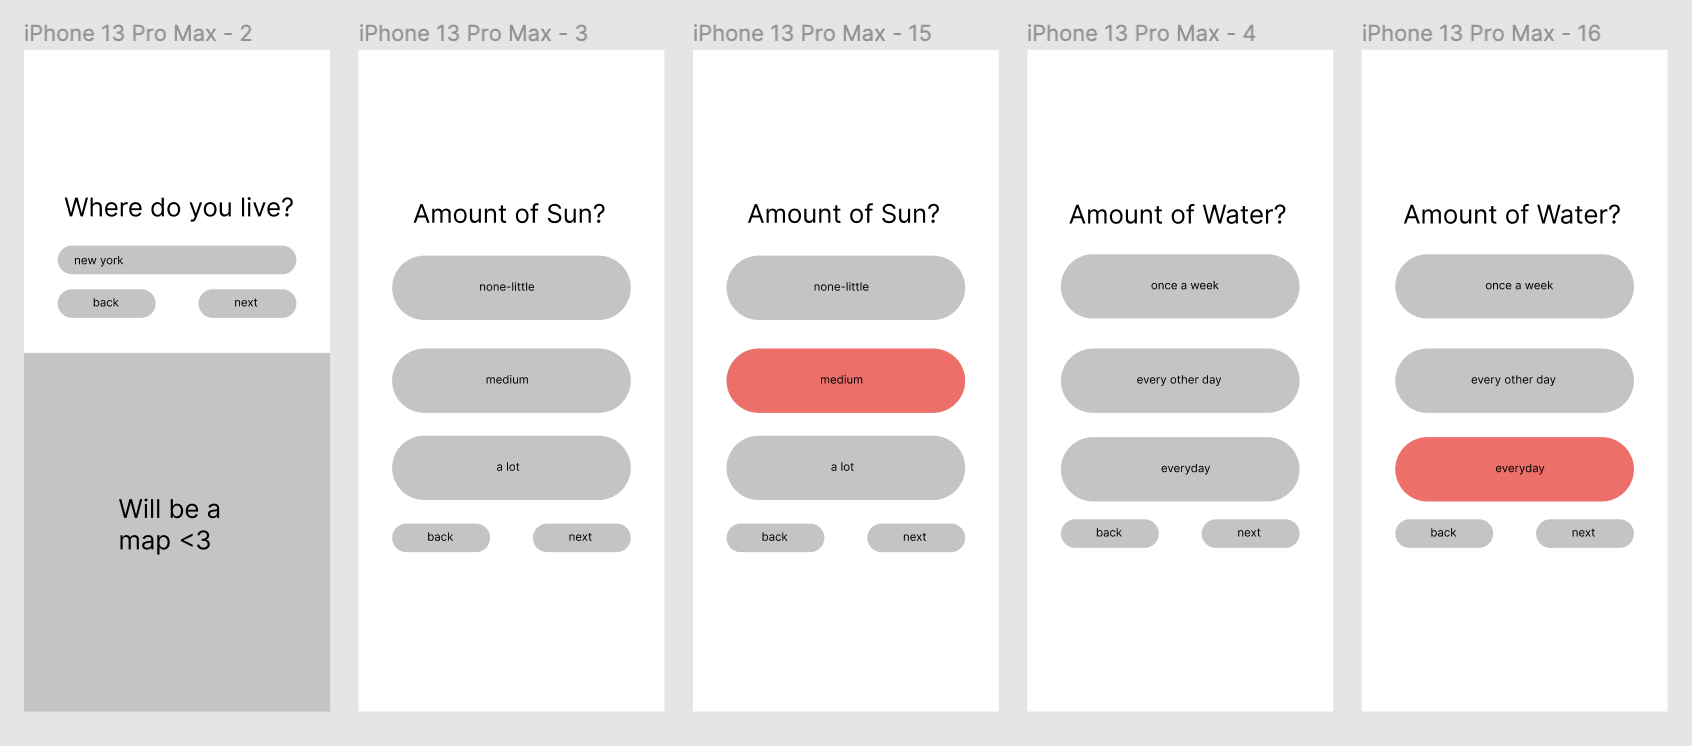 iPhone 13 Pro Max - 2
Where do you live?
new york
back
next
Will be a
map <3
iPhone 13 Pro Max - 3
Amount of Sun?
none-little
medium
a lot
back
next
iPhone 13 Pro Max - 15
Amount of Sun?
none-little
medium
a lot
back
next
iPhone 13 Pro Max - 4
Amount of Water?
once a week
every other day
everyday
back
next
iPhone 13 Pro Max - 16
Amount of Water?
once a week
every other day
everyday
back
next